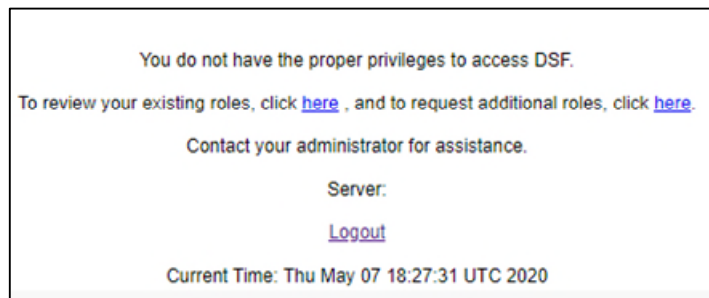 You do not have the proper privileges to access DSF.
To review your existing roles, click here , and to request additional roles, click here.
Contact your administrator for assistance.
Server:
Logout
Current Time: Thu May 07 18:27:31 UTC 2020